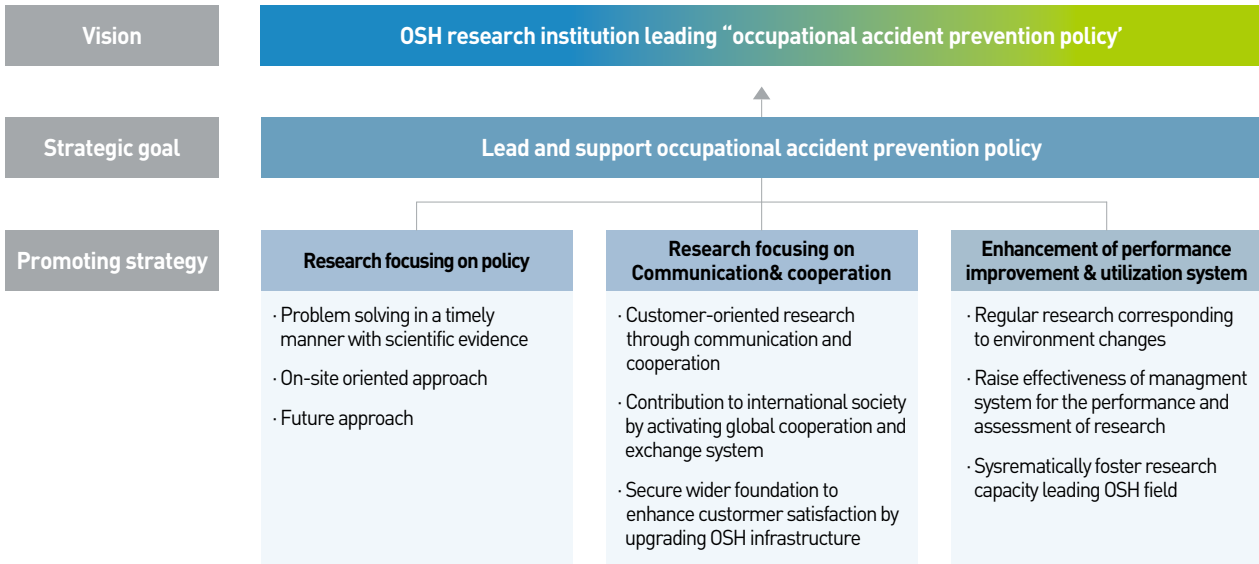 Vision
OSH research institution leading “occupational accident prevention policy’
Strategic goal
Lead and support occupational accident prevention policy
Promoting strategy
Research focusing on policy
· Problem solving in a timely
manner with scientific evidence
· On-site oriented approach
· Future approach
Research focusing on
Communication& cooperation
· Customer-oriented research
through communication and
cooperation
· Contribution to international society
by activating global cooperation and
exchange system
· Secure wider foundation to
enhance custormer satisfaction by
upgrading OSH infrastructure
Enhancement of performance
improvement & utilization system
· Regular research corresponding
to environment changes
· Raise effectiveness of managment
system for the performance and
assessment of research
· Sysrematically foster research
capacity leading OSH field